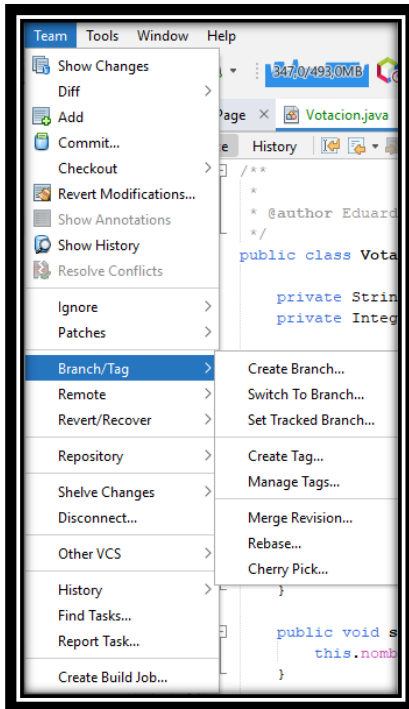 Team Tools Window Help
Show Changes
347,0/493,0MB
Diff
Page × Votacion.java
Add
Commit...
History
Checkout
/**
Revert Modifications...
*
Show Annotations
* @author Eduard
Show History
*/
public class Vota
Resolve Conflicts
private Strin
Ignore
private Integ
Patches
Branch/Tag
Create Branch...
Remote
Switch To Branch...
Revert/Recover
Set Tracked Branch...
Repository
Create Tag...
Manage Tags...
Shelve Changes
Disconnect...
Merge Revision...
Rebase...
Other VCS
Cherry Pick...
History
}
Find Tasks...
public void s
Report Task...
this.nomb
Create Build Job...
}